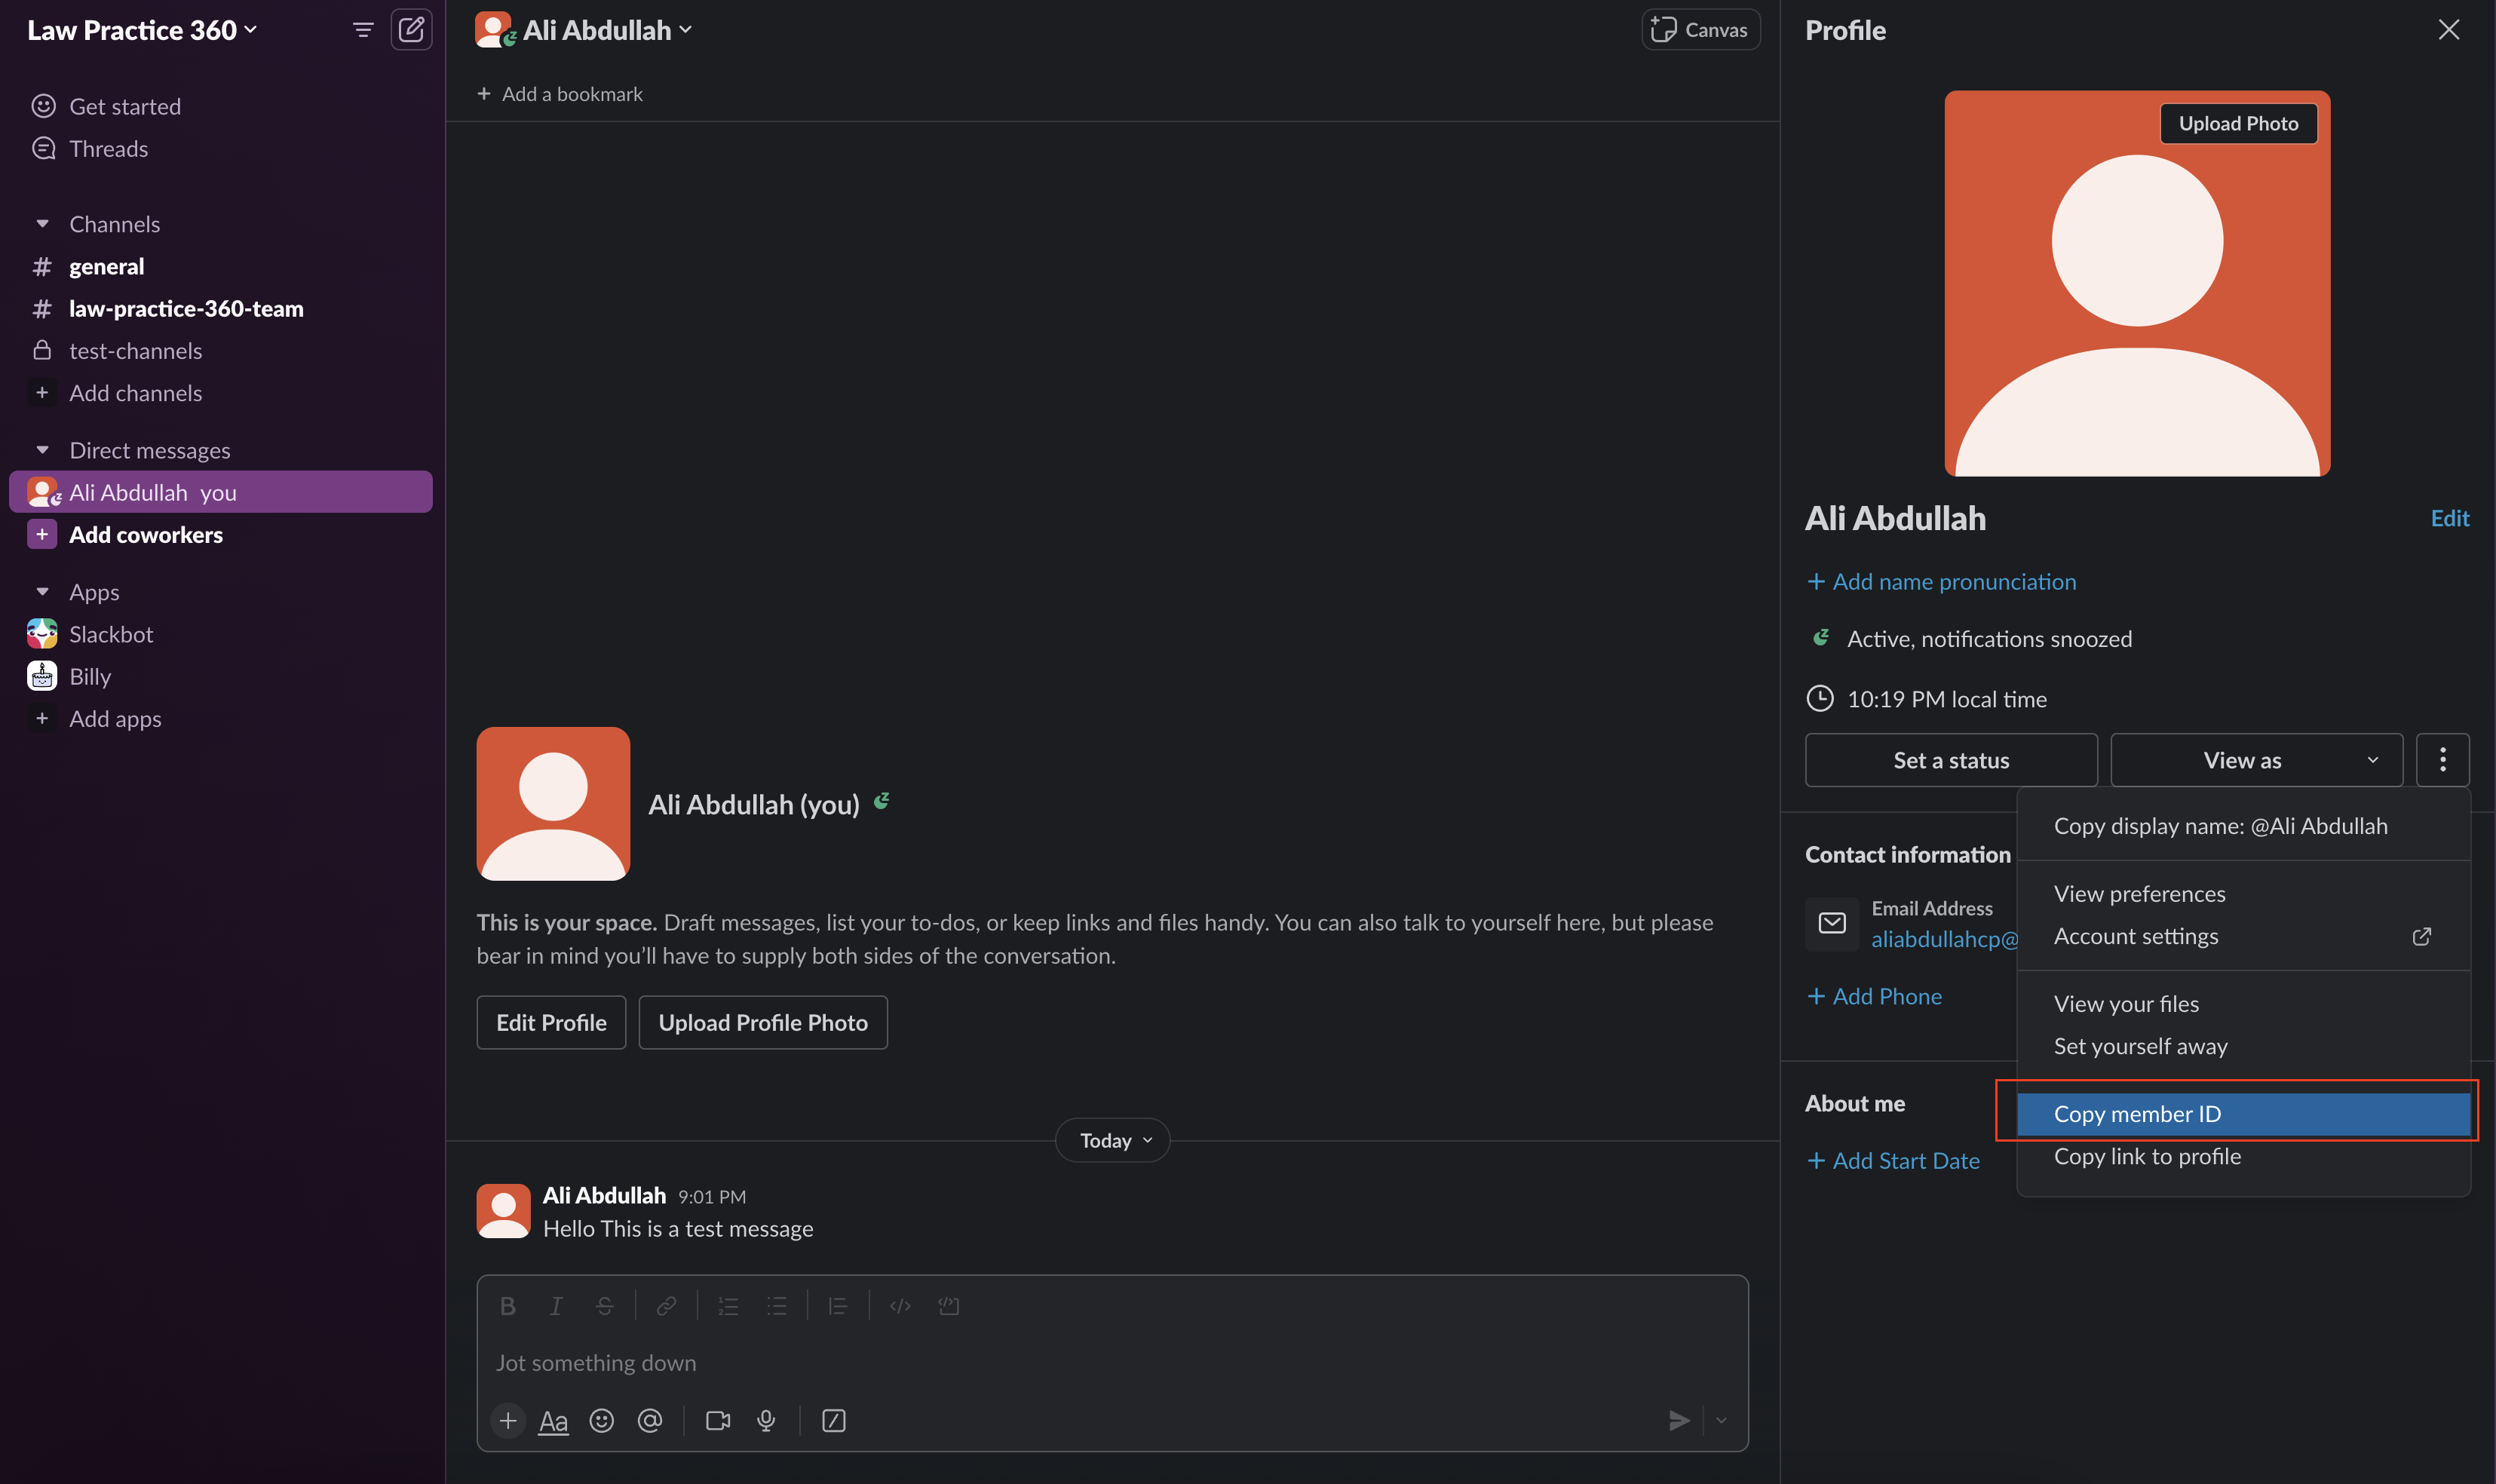 Law Practice 360
Get started
Threads
Channels
# general
# law-practice-360-team
test-channels
+ Add channels
Direct messages
Ali Abdullah you
+ Add coworkers
Apps
Slackbot
Billy
+ Add apps
Ali Abdullah
Canvas
+ Add a bookmark
Ali Abdullah (you)
This is your space. Draft messages, list your to-dos, or keep links and files handy. You can also talk to yourself here, but please
bear in mind you’ll have to supply both sides of the conversation.
Edit Profile
Upload Profile Photo
Today
Ali Abdullah 9:01 PM
Hello This is a test message
B I S
Jot something down
+ Aa @
Profile
Upload Photo
Ali Abdullah
Edit
+ Add name pronunciation
Active, notifications snoozed
10:19 PM local time
Set a status
View as
Contact information
Email Address
aliabdullahcp@
+ Add Phone
About me
+ Add Start Date
Copy display name: @Ali Abdullah
View preferences
Account settings
View your files
Set yourself away
Copy member ID
Copy link to profile